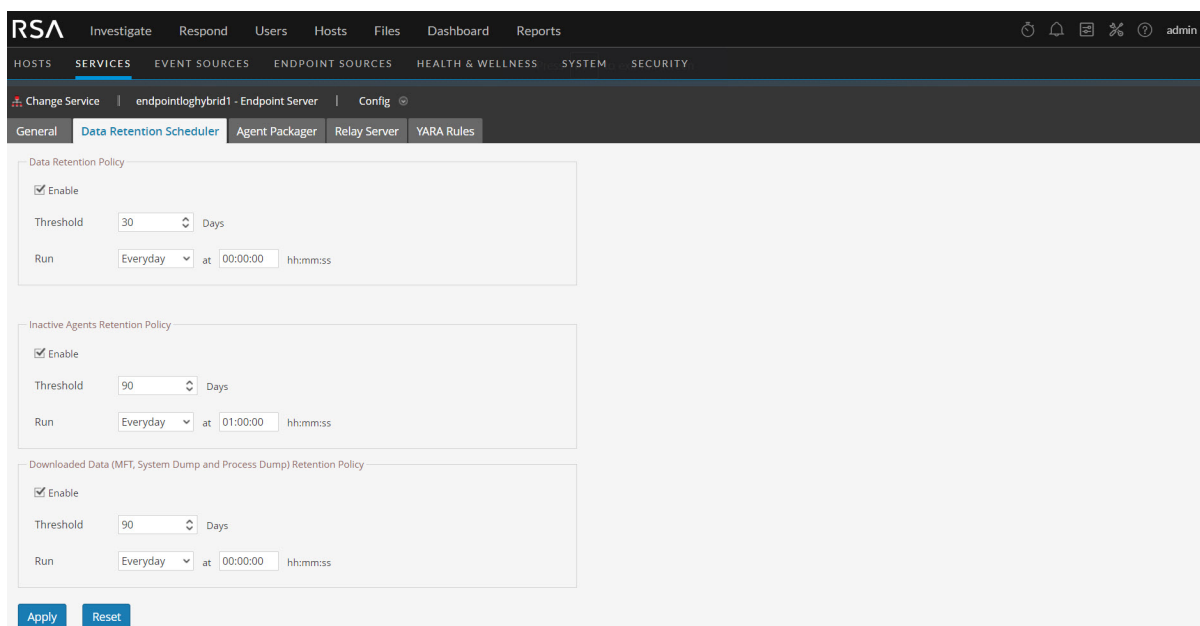 RSA Investigate Respond Users Hosts Files Dashboard Reports admin
HOSTS SERVICES EVENT SOURCES ENDPOINT SOURCES HEALTH & WELLNESS SYSTEM SECURITY
Change Service | endpointloghybrid1 - Endpoint Server | Config
General Data Retention Scheduler Agent Packager Relay Server YARA Rules
Data Retention Policy
Enable
Threshold 30 Days
Run Everyday at 00:00:00 hh:mm:ss
Inactive Agents Retention Policy
Enable
Threshold 90 Days
Run Everyday at 01:00:00 hh:mm:ss
Downloaded Data (MFT, System Dump and Process Dump) Retention Policy
Enable
Threshold 90 Days
Run Everyday at 00:00:00 hh:mm:ss
Apply Reset